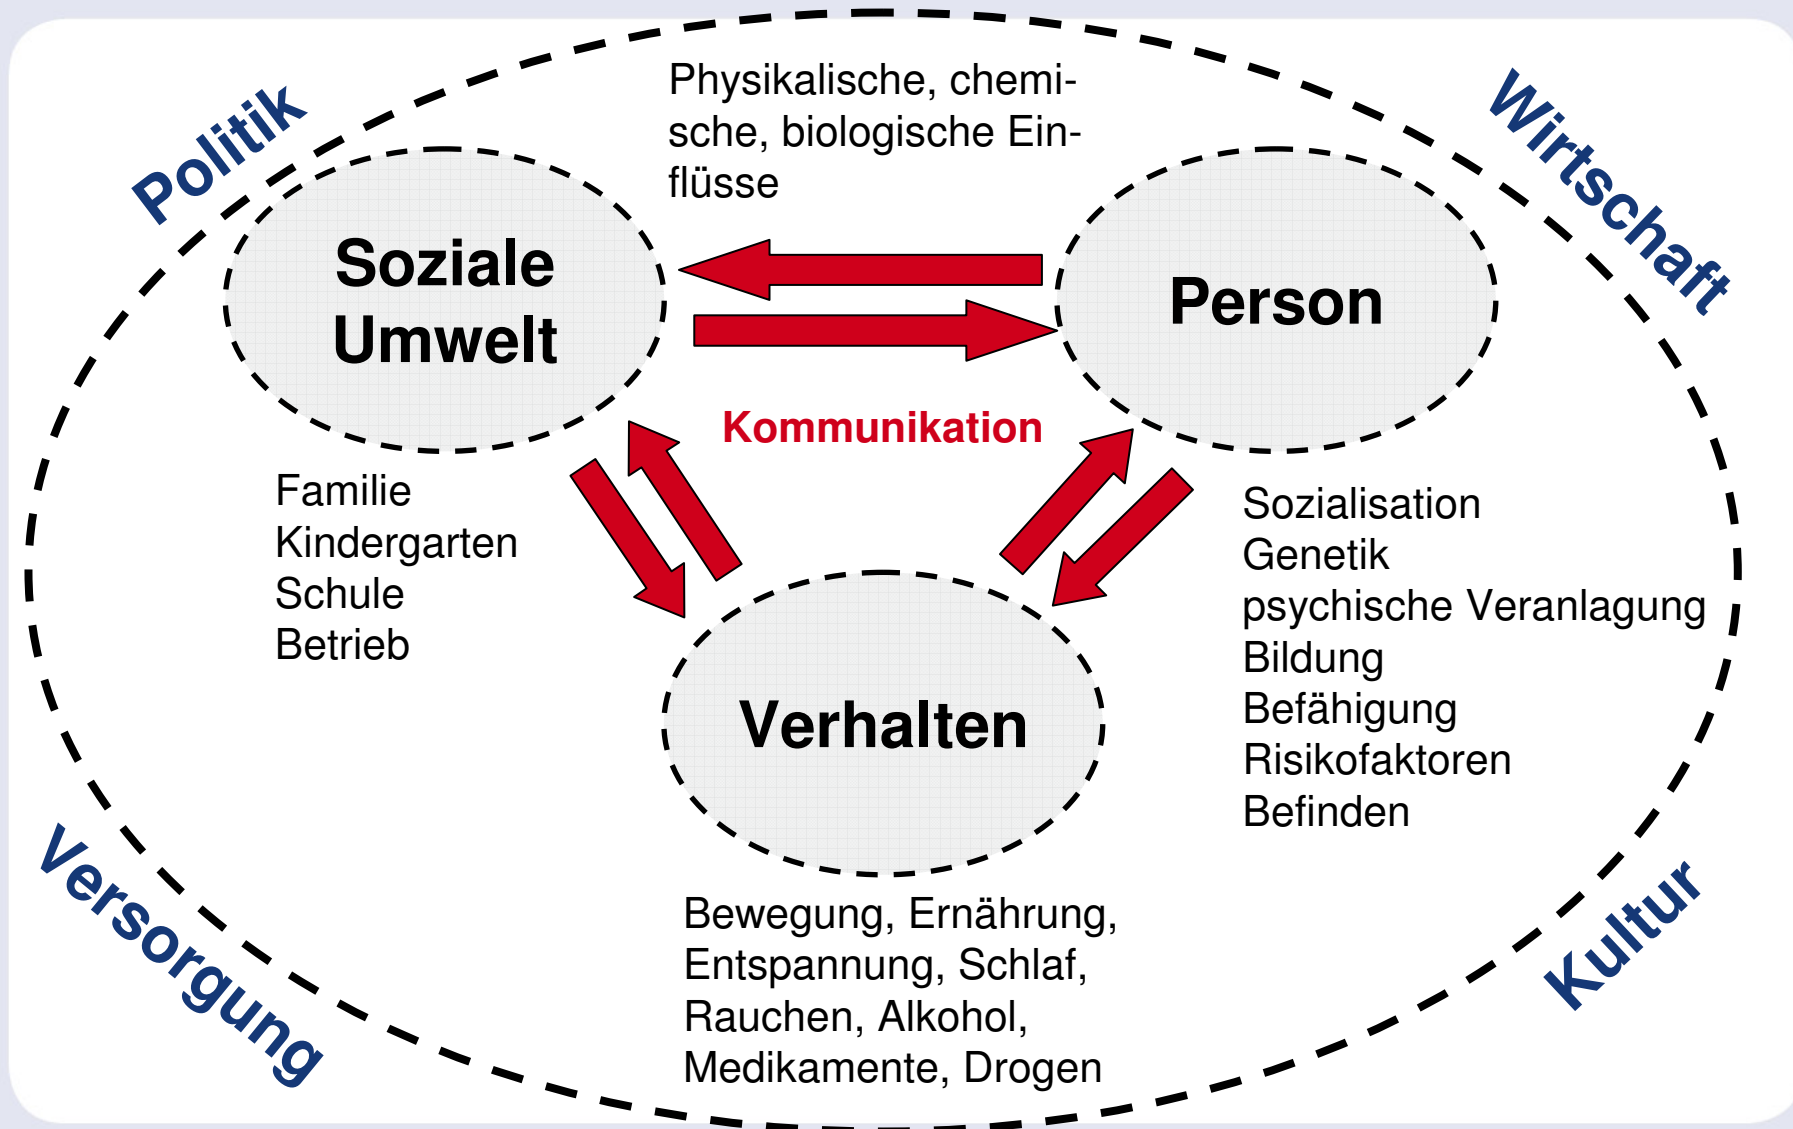 Politik
Physikalische, chemi-
sche, biologische Ein-
flüsse
Wirtschaft
Soziale
Umwelt
Person
Kommunikation
Familie
Kindergarten
Schule
Betrieb
Sozialisation
Genetik
psychische Veranlagung
Bildung
Befähigung
Risikofaktoren
Befinden
Verhalten
Versorgung
Bewegung, Ernährung,
Entspannung, Schlaf,
Rauchen, Alkohol,
Medikamente, Drogen
Kultur